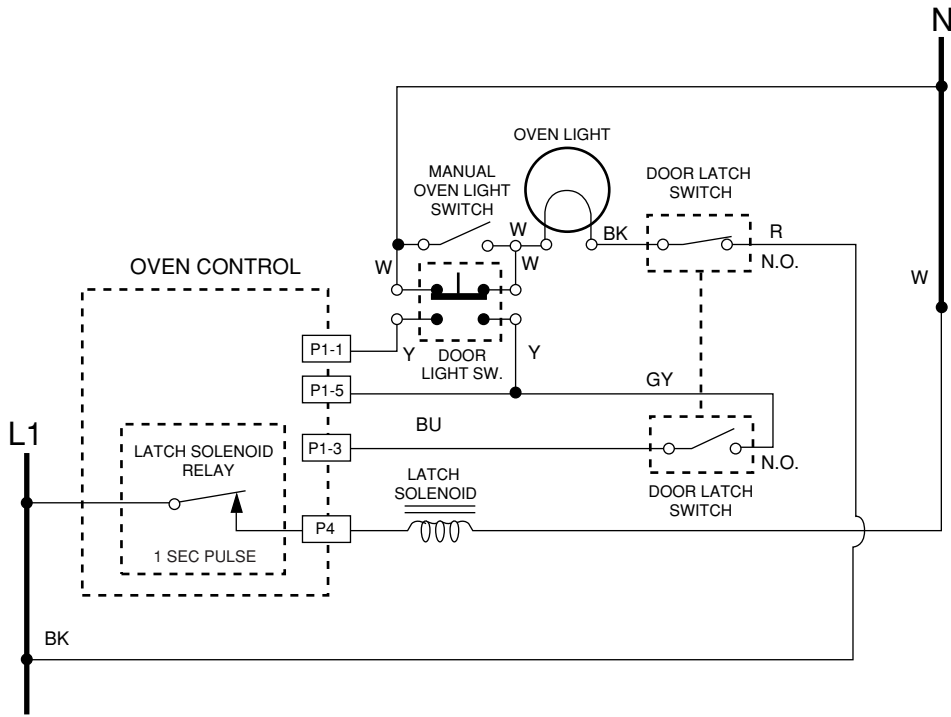 N
OVEN LIGHT
MANUAL
OVEN LIGHT
SWITCH
DOOR LATCH
SWITCH
W
BK
R
W
W
N.O.
OVEN CONTROL
W
P1-1
Y
DOOR
LIGHT SW.
Y
P1-5
GY
L1
BU
LATCH SOLENOID
RELAY
P1-3
N.O.
LATCH
SOLENOID
DOOR LATCH
SWITCH
P4
1 SEC PULSE
BK